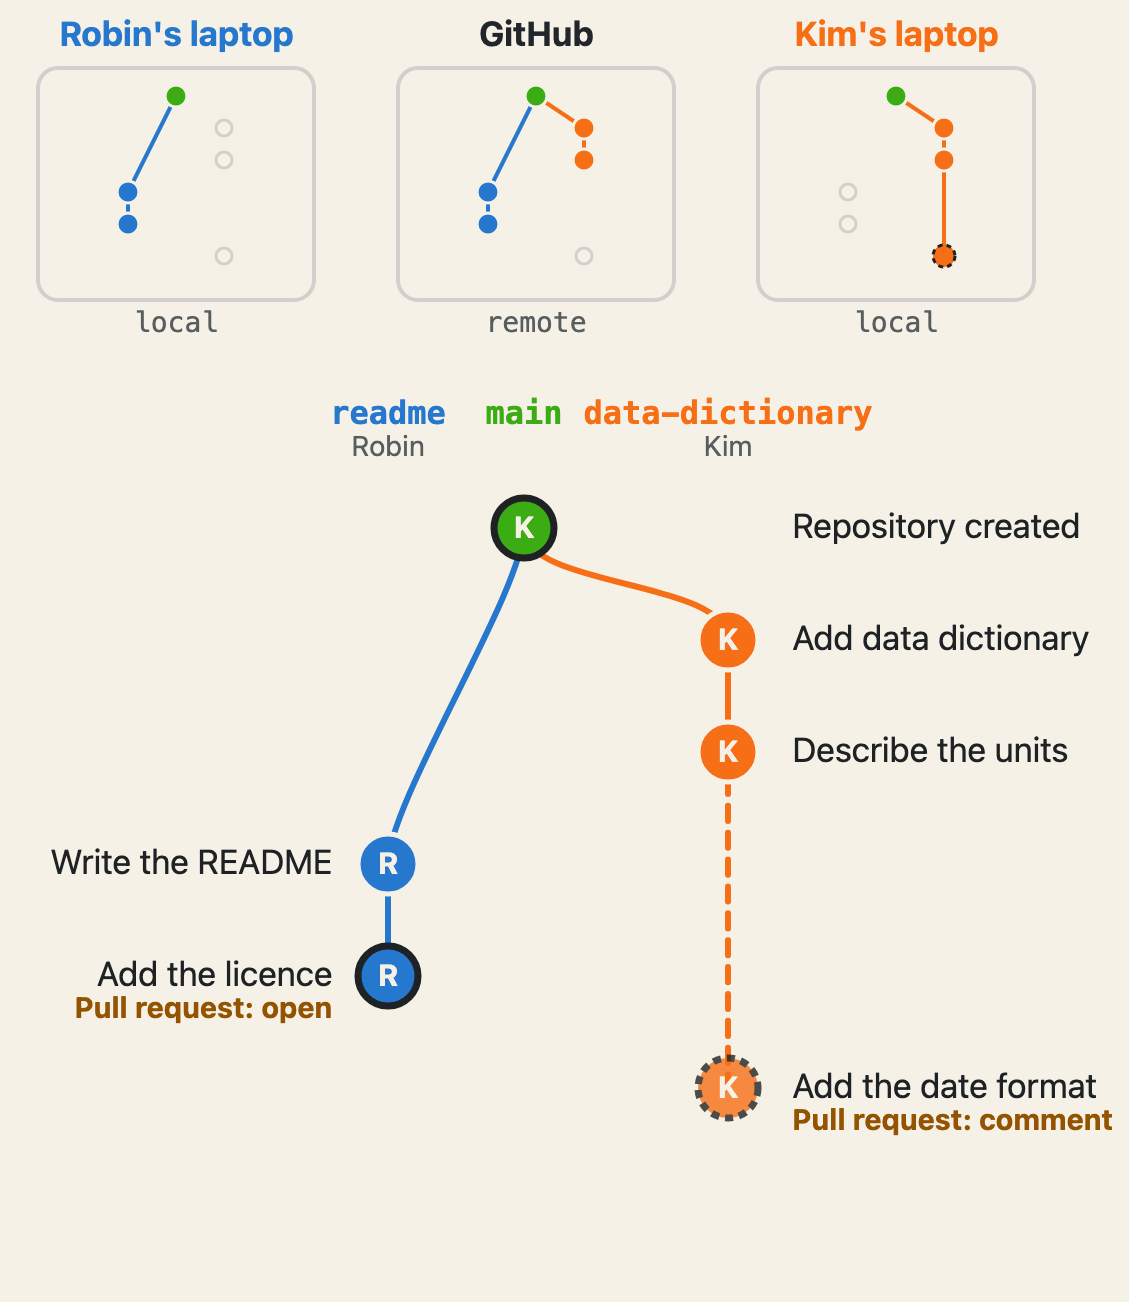 Robin's laptop
GitHub
Kim's laptop
local
remote
local
readme
main
data-dictionary
Robin
Kim
K
Repository created
K
Add data dictionary
K
Describe the units
Write the README
R
Add the licence
R
Pull request: open
K
Add the date format
Pull request: comment